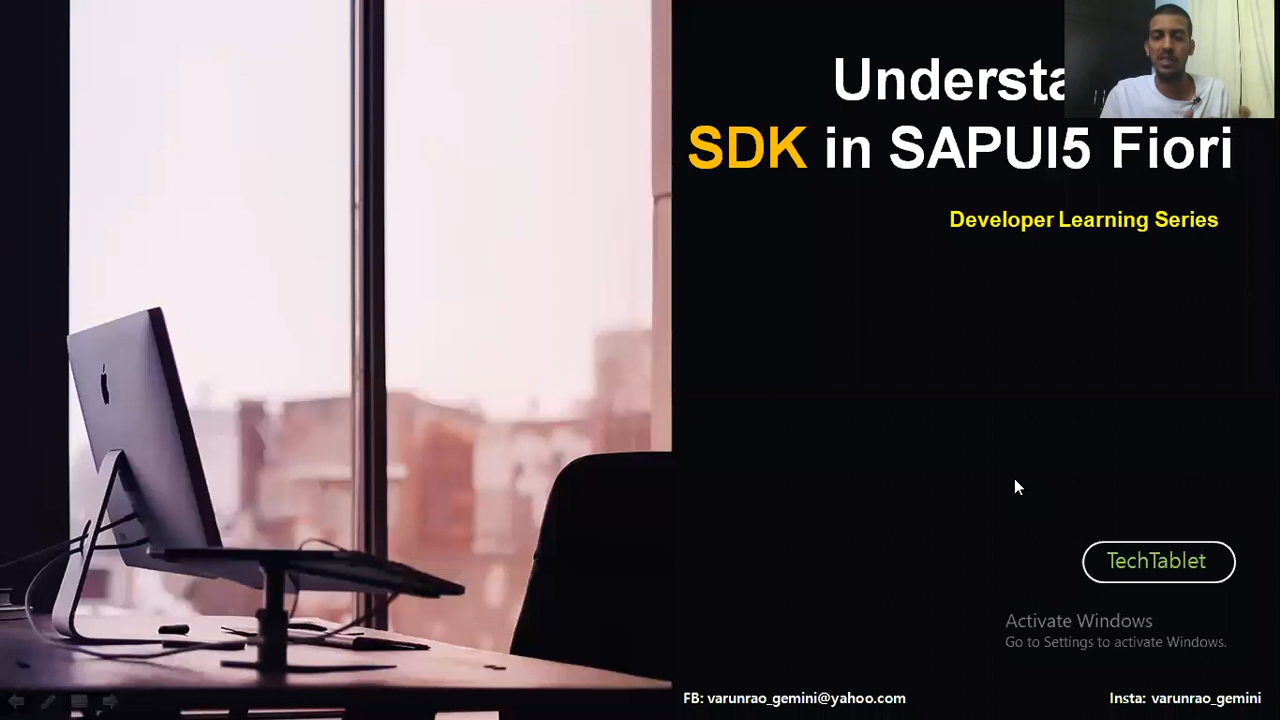 Understa
SDK in SAPUI5 Fiori
Developer Learning Series
TechTablet
Activate Windows
Go to Settings to activate Windows.
FB: varunrao_gemini@yahoo.com
Insta: varunrao_gemini